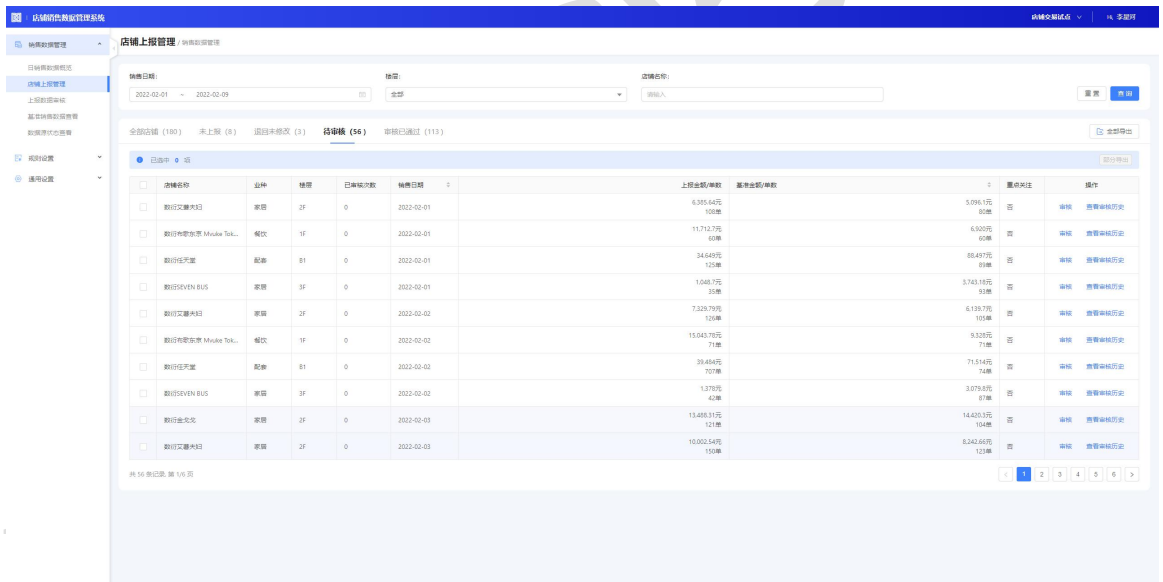 店铺销售数据管理系统
店铺交易试点
Hi, 李星河
销售数据管理
日销售数据概览
店铺上报管理
上报数据审核
基准销售数据查看
数据源状态查看
规则设置
通用设置
店铺上报管理 / 销售数据管理
销售日期: 楼层: 店铺名称:
2022-02-01 ~ 2022-02-09 全部 请输入 重置 查询
全部店铺 (180) 未上报 (8) 退回未修改 (3) 待审核 (56) 审核已通过 (113) 全部导出
已选中 0 项 部分导出
店铺名称 业种 楼层 已审核次数 销售日期 上报金额/单数 基准金额/单数 重点关注 操作
数衍艾薑夫妇 家居 2F 0 2022-02-01 6,385.64元 5,096.1元 否 审核 查看审核历史
108单 80单
数衍布歌东京 Mvuke Tok... 餐饮 1F 0 2022-02-01 11,712.7元 6,920元 否 审核 查看审核历史
60单 60单
数衍任天堂 配套 B1 0 2022-02-01 34,649元 88,497元 否 审核 查看审核历史
125单 89单
数衍SEVEN BUS 家居 3F 0 2022-02-01 1,048.7元 3,743.18元 否 审核 查看审核历史
35单 93单
数衍艾薑夫妇 家居 2F 0 2022-02-02 7,329.79元 6,139.7元 否 审核 查看审核历史
126单 105单
数衍布歌东京 Mvuke Tok... 餐饮 1F 0 2022-02-02 15,043.78元 9,328元 否 审核 查看审核历史
71单 71单
数衍任天堂 配套 B1 0 2022-02-02 39,484元 71,514元 否 审核 查看审核历史
707单 74单
数衍SEVEN BUS 家居 3F 0 2022-02-02 1,378元 3,079.8元 否 审核 查看审核历史
42单 87单
数衍金戈戈 家居 2F 0 2022-02-03 13,488.31元 14,420.3元 否 审核 查看审核历史
121单 104单
数衍艾薑夫妇 家居 2F 0 2022-02-03 10,002.54元 8,242.66元 否 审核 查看审核历史
150单 123单
共 56 条记录, 第 1/6 页 1 2 3 4 5 6